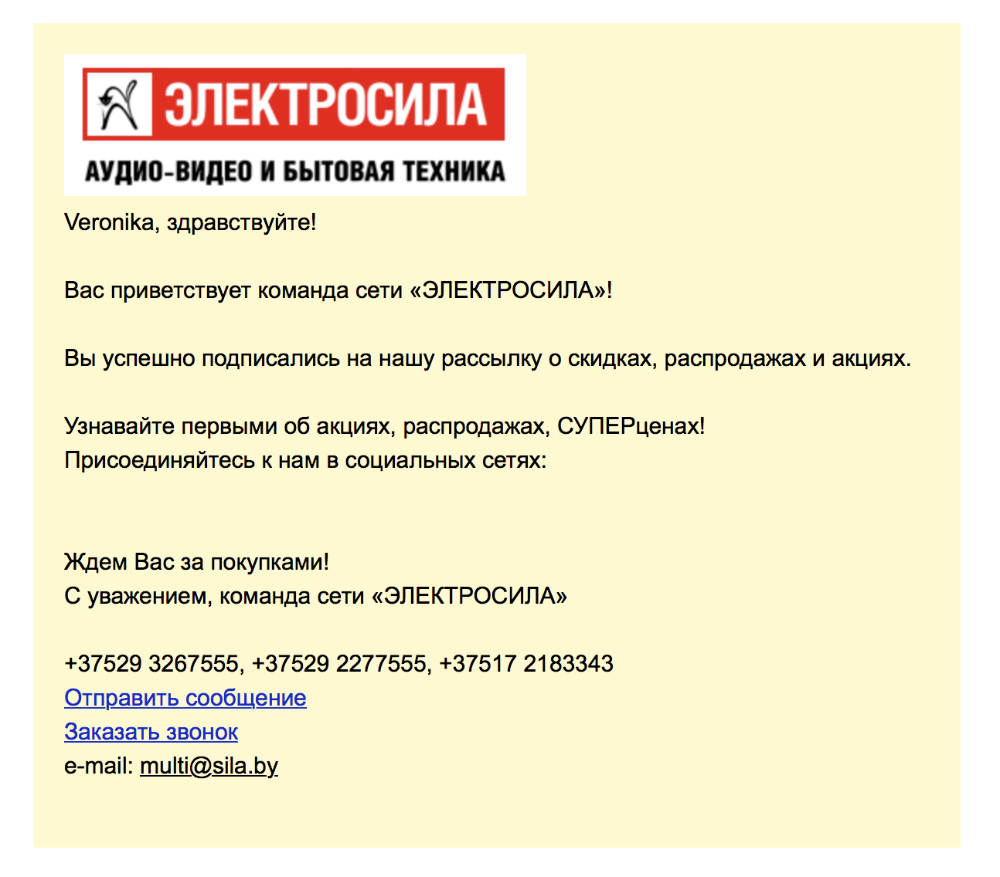 ЭЛЕКТРОСИЛА
АУДИО-ВИДЕО И БЫТОВАЯ ТЕХНИКА
Veronika, здравствуйте!
Вас приветствует команда сети «ЭЛЕКТРОСИЛА»!
Вы успешно подписались на нашу рассылку о скидках, распродажах и акциях.
Узнавайте первыми об акциях, распродажах, СУПЕРценах!
Присоединяйтесь к нам в социальных сетях:
Ждем Вас за покупками!
С уважением, команда сети «ЭЛЕКТРОСИЛА»
+37529 3267555, +37529 2277555, +37517 2183343
Отправить сообщение
Заказать звонок
e-mail: multi@sila.by